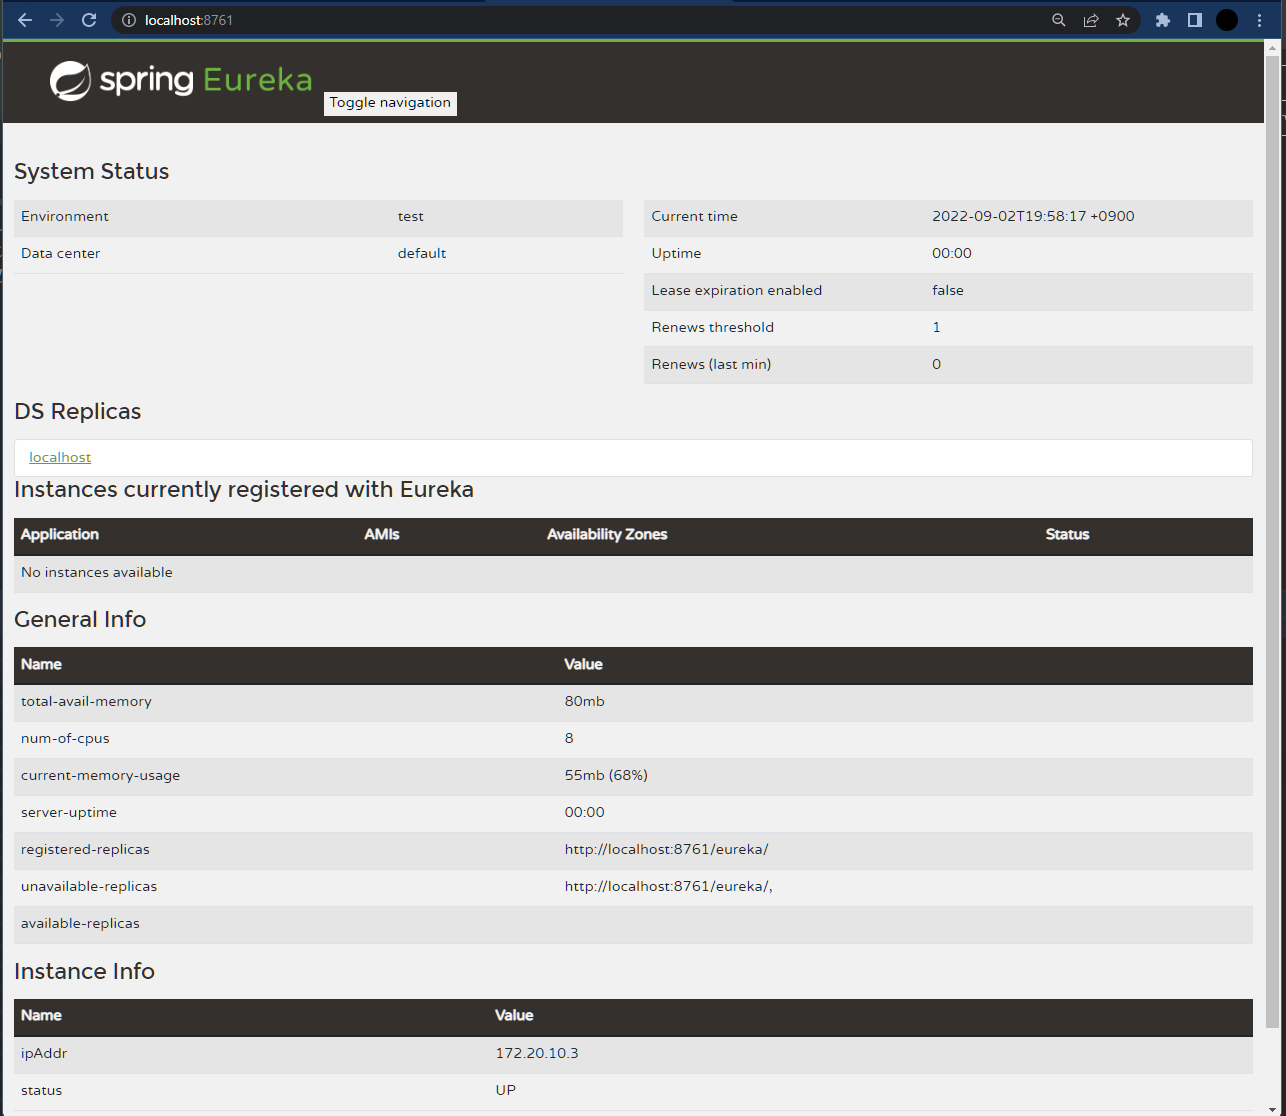 localhost:8761
spring Eureka
Toggle navigation
System Status
Environment test
Data center default
Current time 2022-09-02T19:58:17 +0900
Uptime 00:00
Lease expiration enabled false
Renews threshold 1
Renews (last min) 0
DS Replicas
localhost
Instances currently registered with Eureka
Application AMIs Availability Zones Status
No instances available
General Info
Name Value
total-avail-memory 80mb
num-of-cpus 8
current-memory-usage 55mb (68%)
server-uptime 00:00
registered-replicas http://localhost:8761/eureka/
unavailable-replicas http://localhost:8761/eureka/,
available-replicas
Instance Info
Name Value
ipAddr 172.20.10.3
status UP